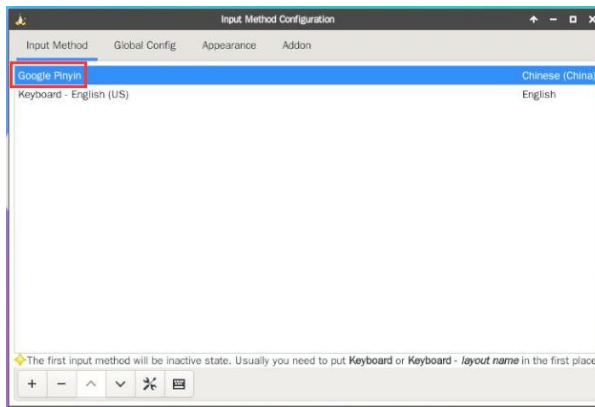 Input Method Configuration
Input Method Global Config Appearance Addon
Google Pinyin Chinese (China)
Keyboard - English (US) English
The first input method will be inactive state. Usually you need to put Keyboard or Keyboard - layout name in the first place